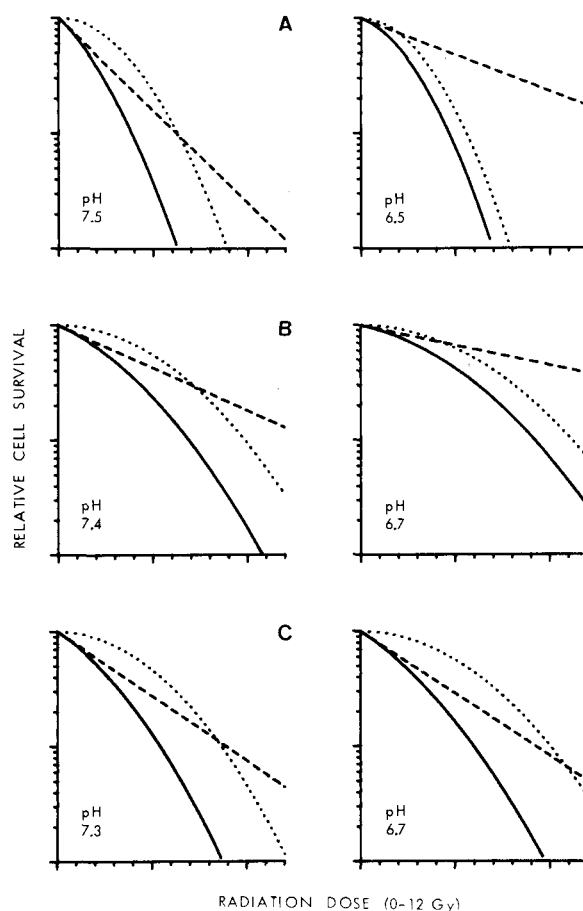 A
pH
7.5
pH
6.5
B
pH
7.4
pH
6.7
C
pH
7.3
pH
6.7
RELATIVE CELL SURVIVAL
RADIATION DOSE (0-12 Gy)